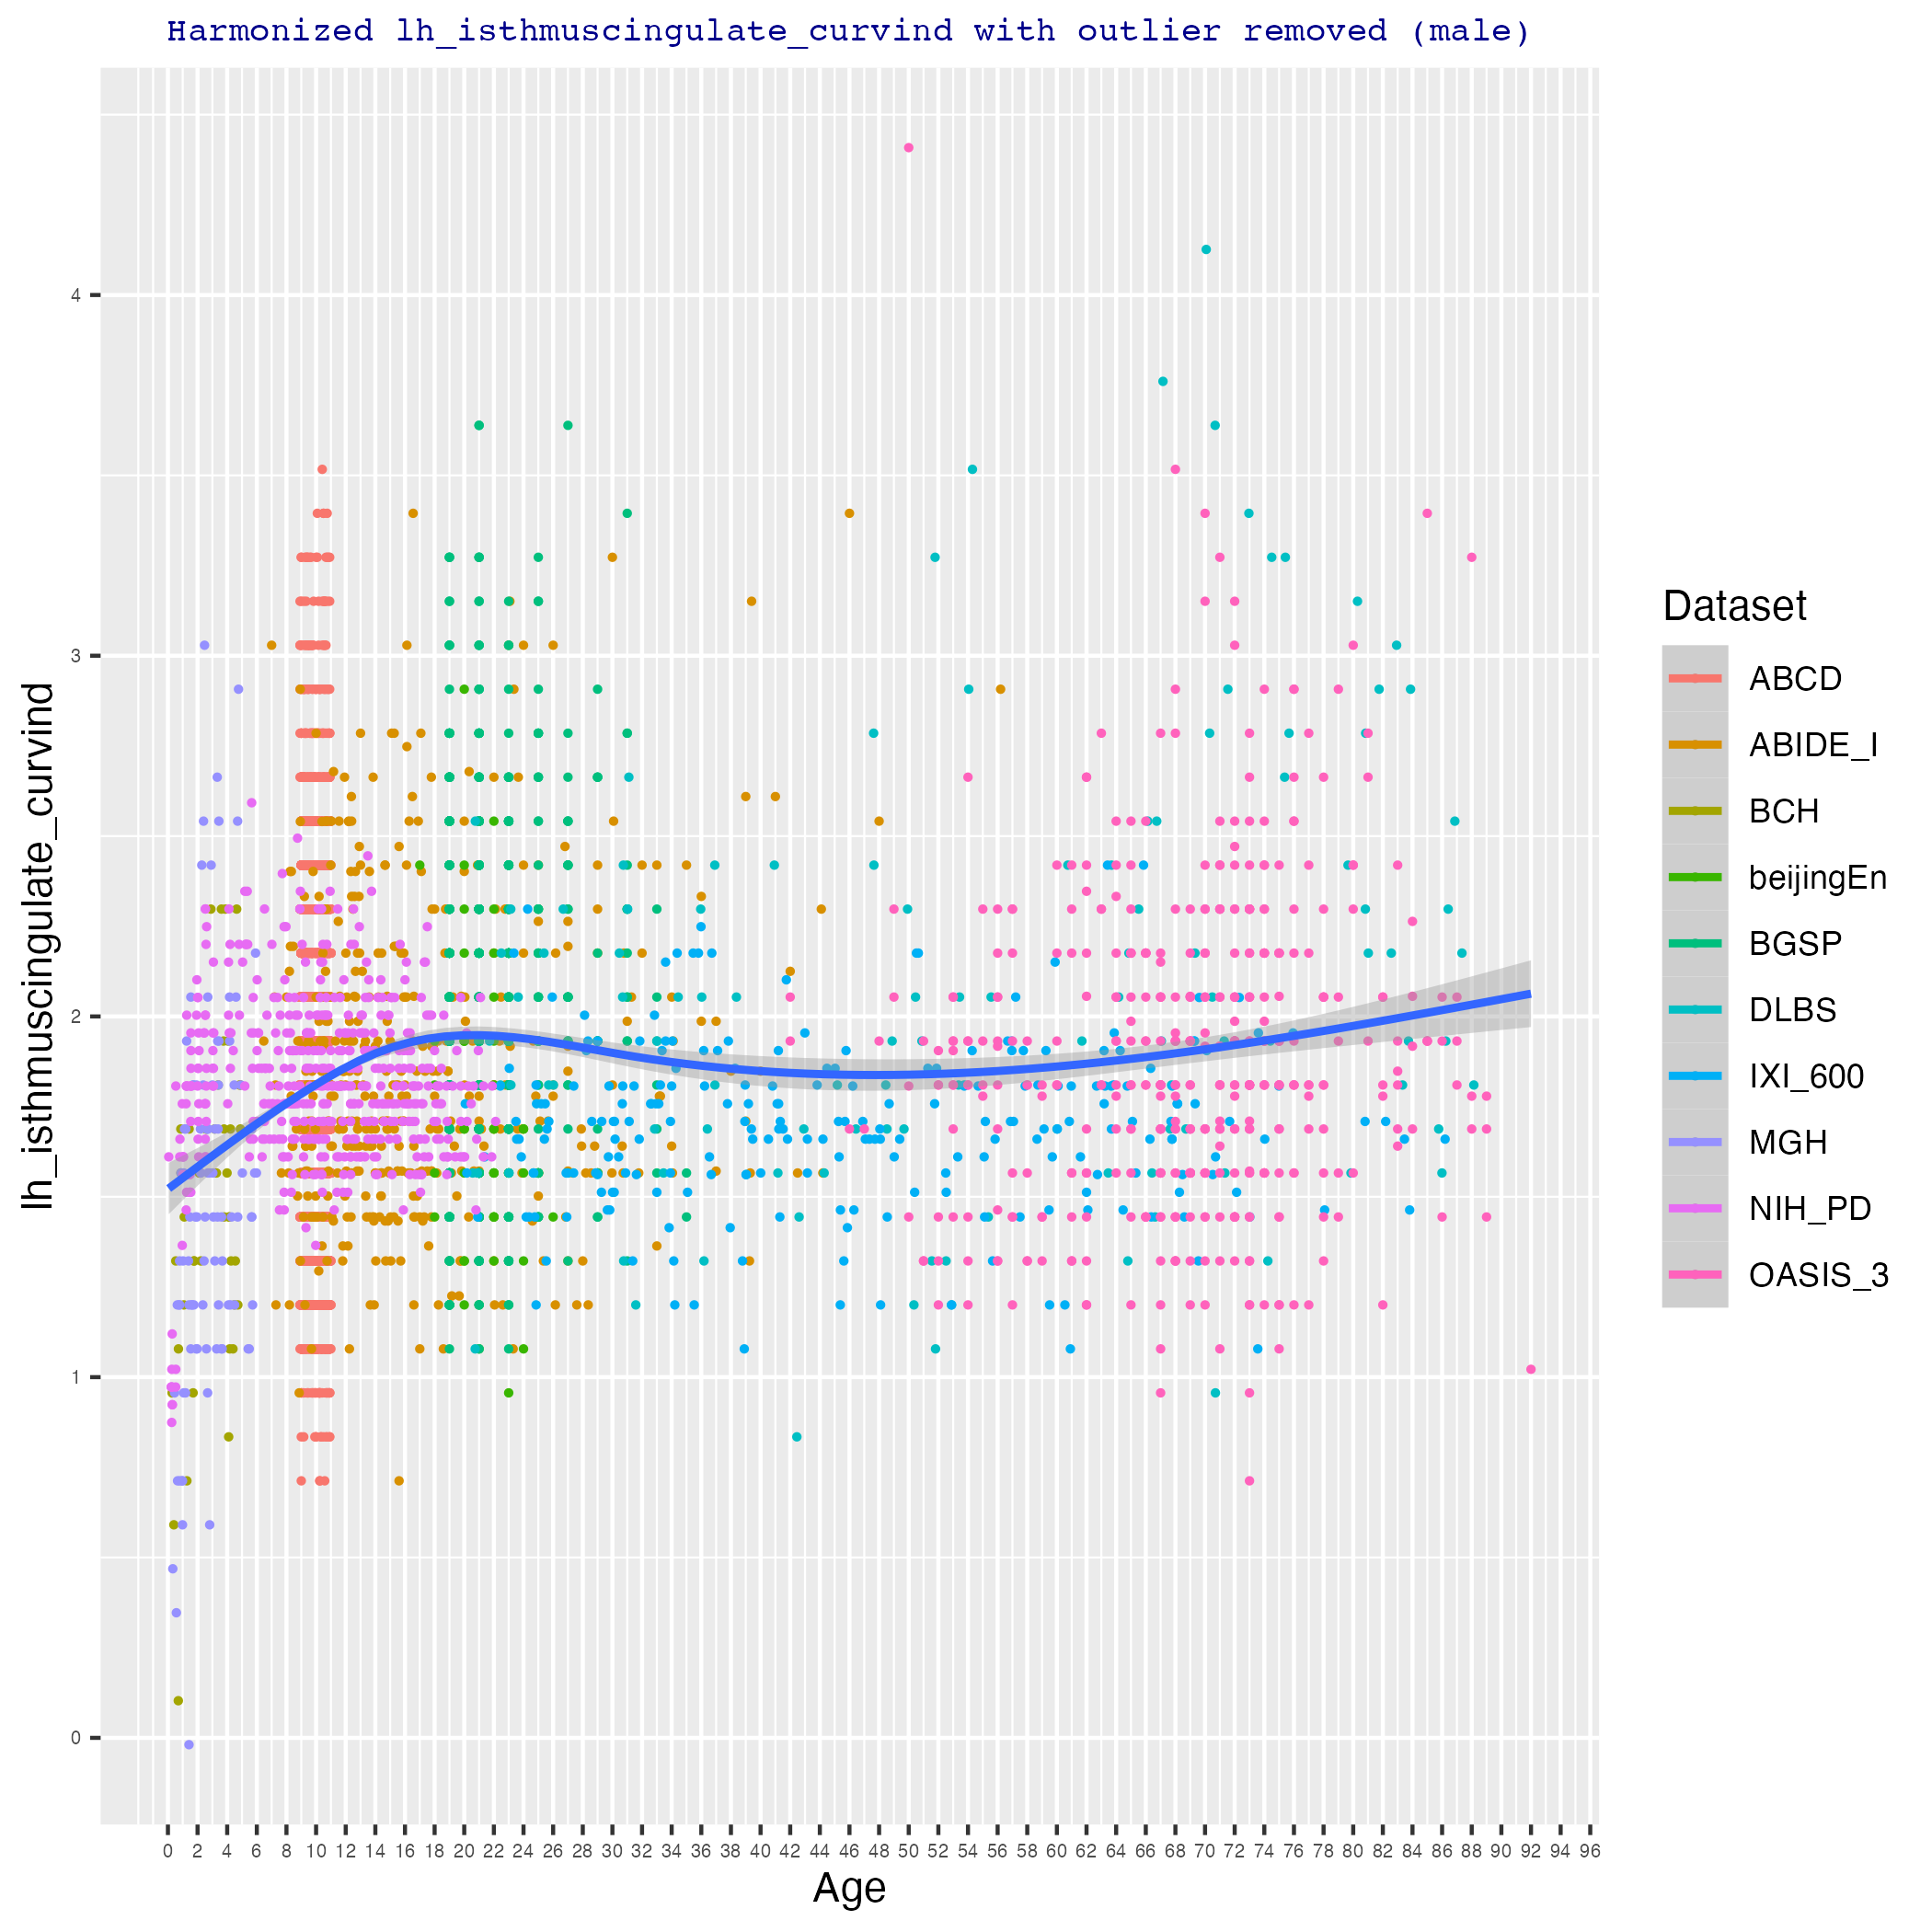 Harmonized lh_isthmuscingulate_curvind with outlier removed (male)
lh_isthmuscingulate_curvind
4
3
2
1
0
0 2 4 6 8 10 12 14 16 18 20 22 24 26 28 30 32 34 36 38 40 42 44 46 48 50 52 54 56 58 60 62 64 66 68 70 72 74 76 78 80 82 84 86 88 90 92 94 96
Age
Dataset
ABCD
ABIDE_I
BCH
beijingEn
BGSP
DLBS
IXI_600
MGH
NIH_PD
OASIS_3